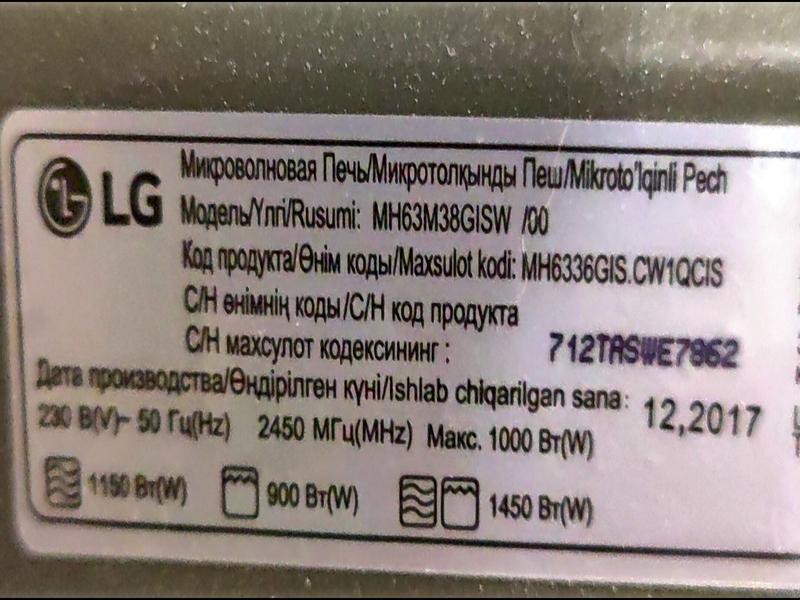 LG
Микроволновая Печь/Микротолқынды Пеш/Mikroto'lqinli Pech
Модель/Үлгі/Rusumi: MH63M38GISW /00
Код продукта/Өнім коды/Maxsulot kodi: MH6336GIS.CW1QCIS
С/Н өнімнің коды/С/Н код продукта
С/Н махсулот кодексининг : 712TASWE7862
Дата производства/Өндірілген күні/Ishlab chiqarilgan sana: 12,2017
230 В(V)~ 50 Гц(Hz) 2450 МГц(MHz) Макс. 1000 Вт(W)
1150 Вт(W) 900 Вт(W) 1450 Вт(W)